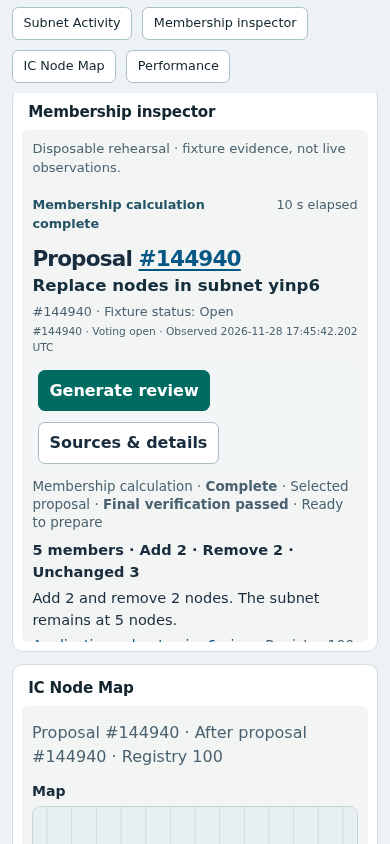 Subnet Activity
Membership inspector
IC Node Map
Performance
Membership inspector
Disposable rehearsal · fixture evidence, not live
observations.
Membership calculation
complete
10 s elapsed
Proposal #144940
Replace nodes in subnet yinp6
#144940 · Fixture status: Open
#144940 · Voting open · Observed 2026-11-28 17:45:42.202
UTC
Generate review
Sources & details
Membership calculation · Complete · Selected
proposal · Final verification passed · Ready
to prepare
5 members · Add 2 · Remove 2 ·
Unchanged 3
Add 2 and remove 2 nodes. The subnet
remains at 5 nodes.
IC Node Map
Proposal #144940 · After proposal
#144940 · Registry 100
Map